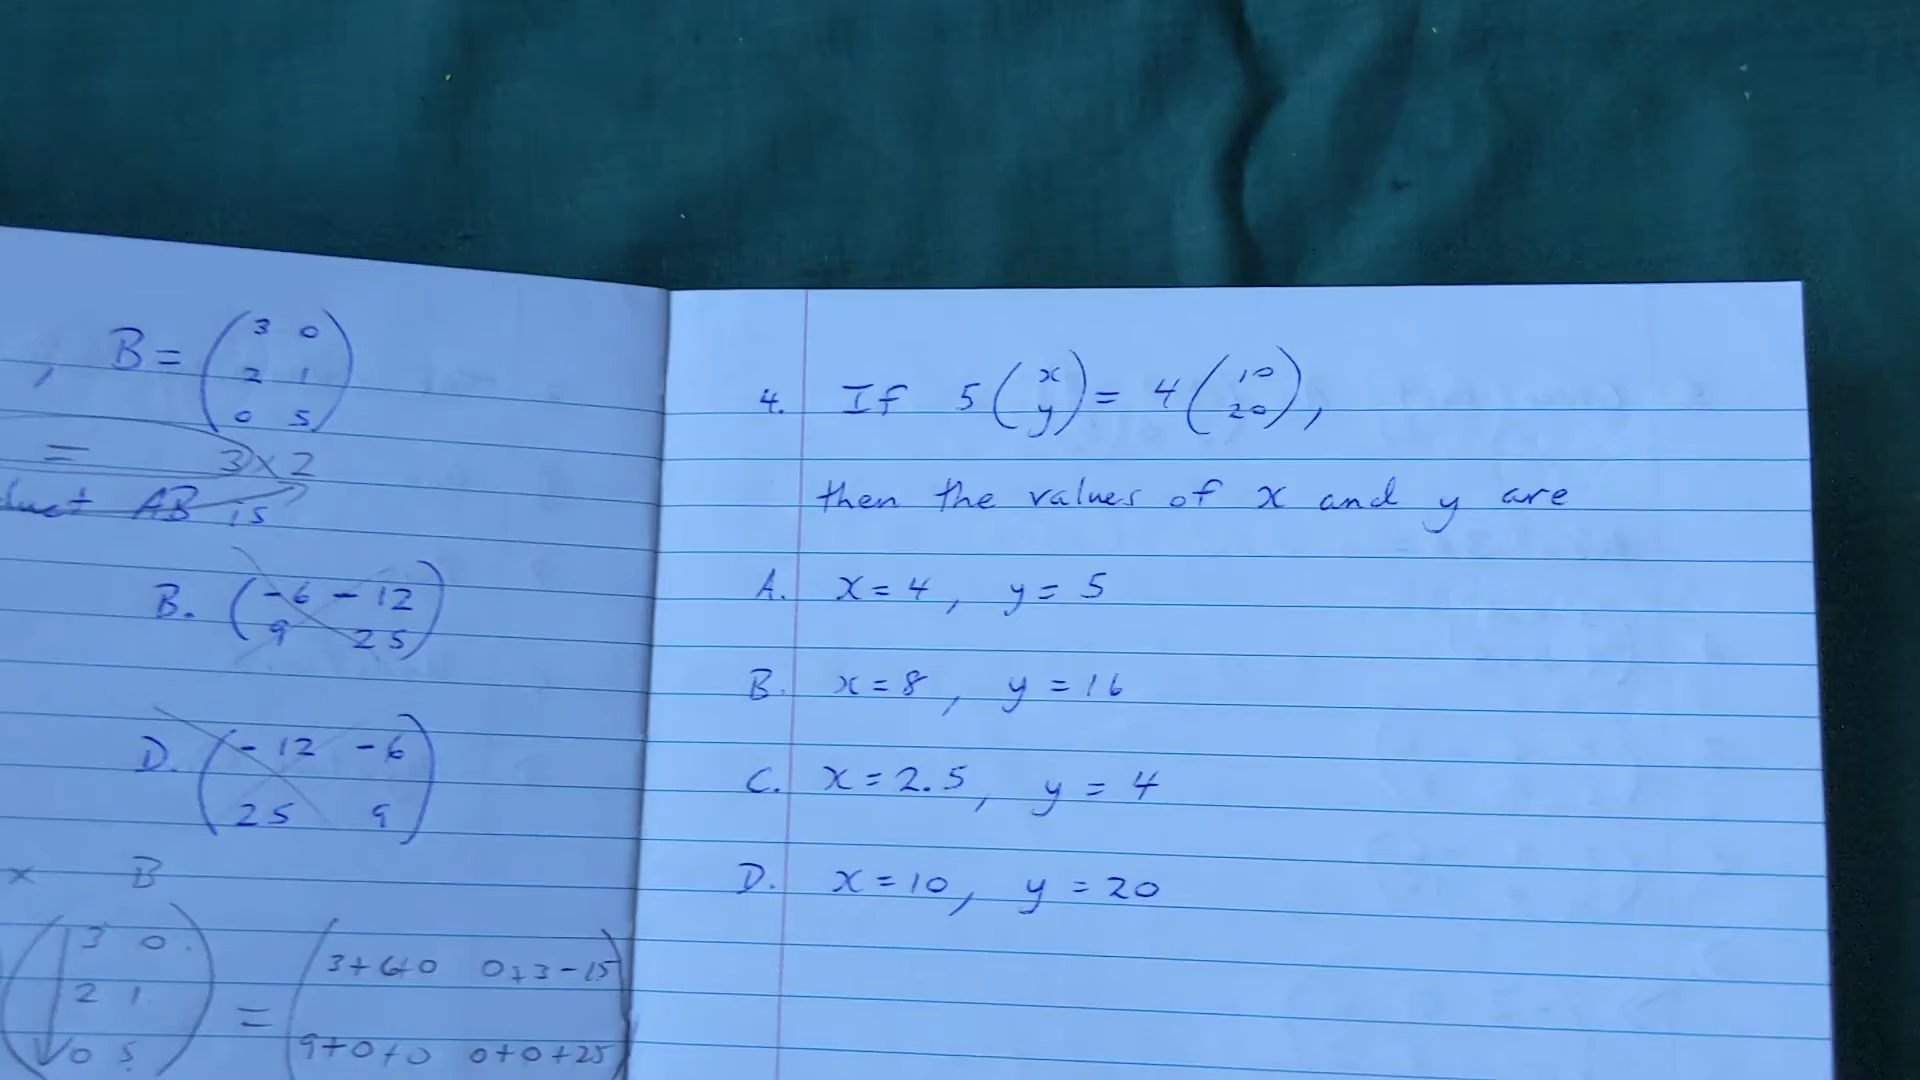 , B = ( 3 0
2 1
0 5 )
= 3x2
AB is
B. ( -6 -12
9 25 )
D. ( -12 -6
25 9 )
x B
( 3 0
2 1
0 5 ) = ( 3+6+0 0+3-15
9+0+0 0+0+25 )
4. If 5 ( x
y ) = 4 ( 10
20 ) ,
then the values of x and y are
A. x = 4 , y = 5
B. x = 8 , y = 16
C. x = 2.5 , y = 4
D. x = 10 , y = 20